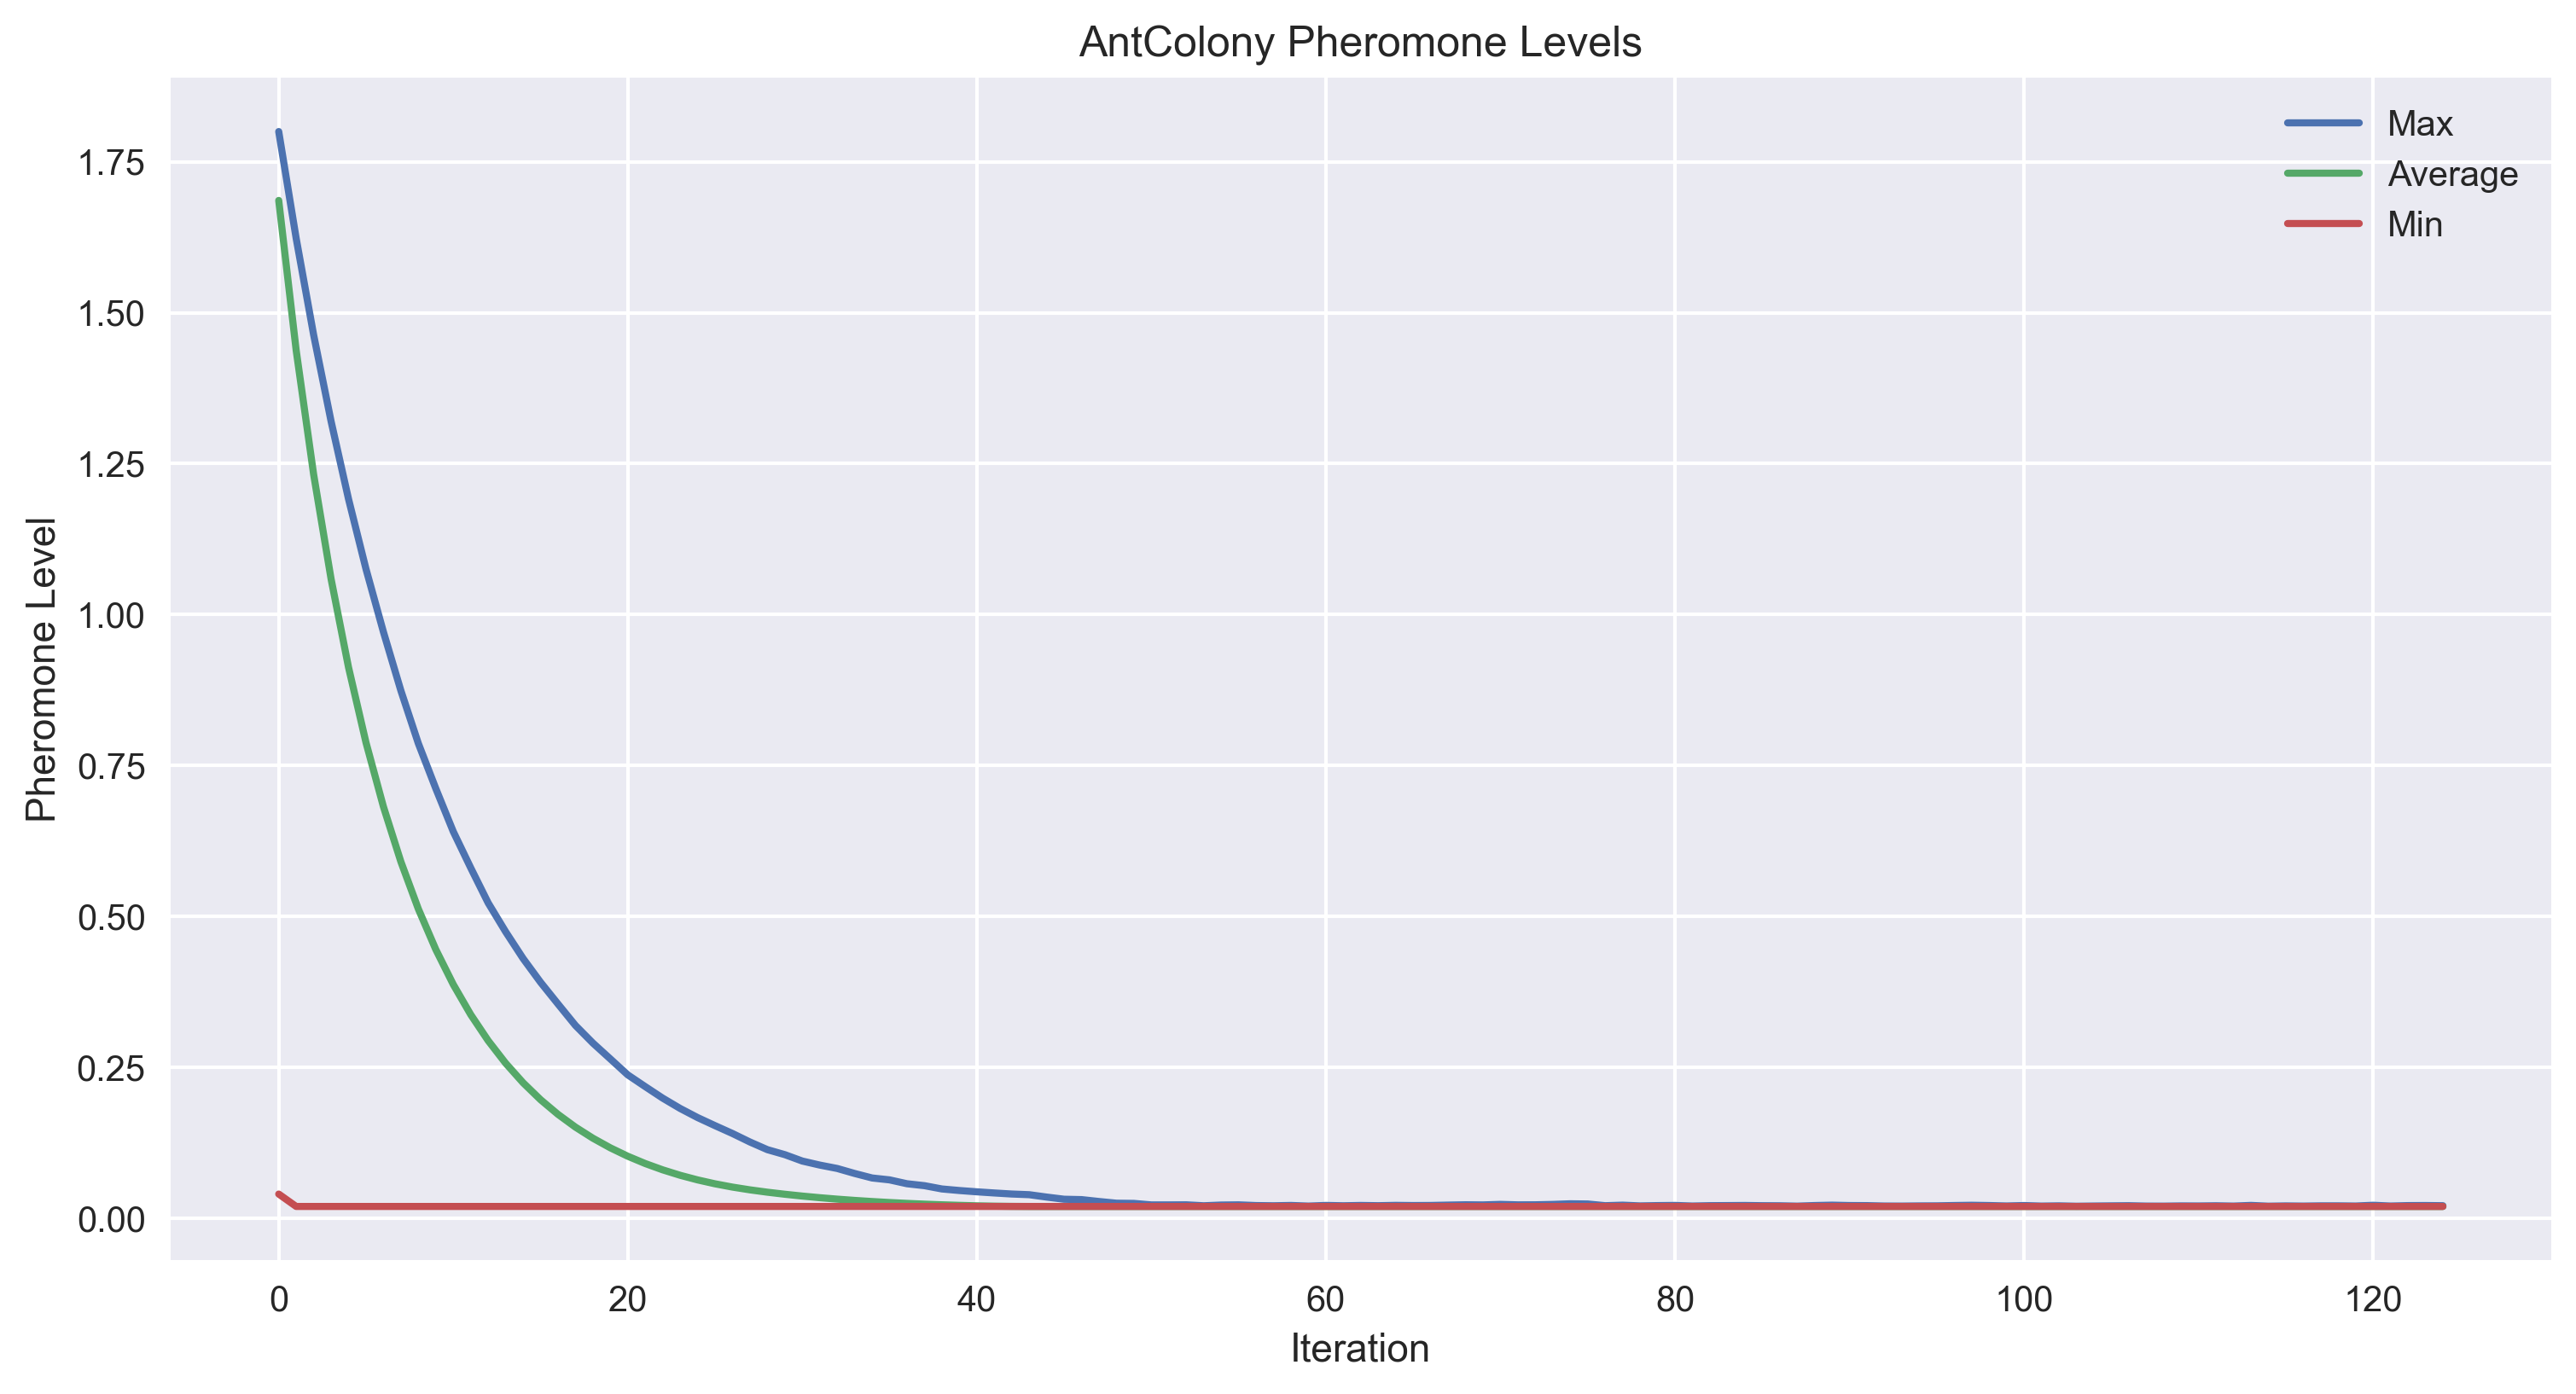 AntColony Pheromone Levels
Max
Average
Min
Pheromone Level
1.75
1.50
1.25
1.00
0.75
0.50
0.25
0.00
0 20 40 60 80 100 120
Iteration